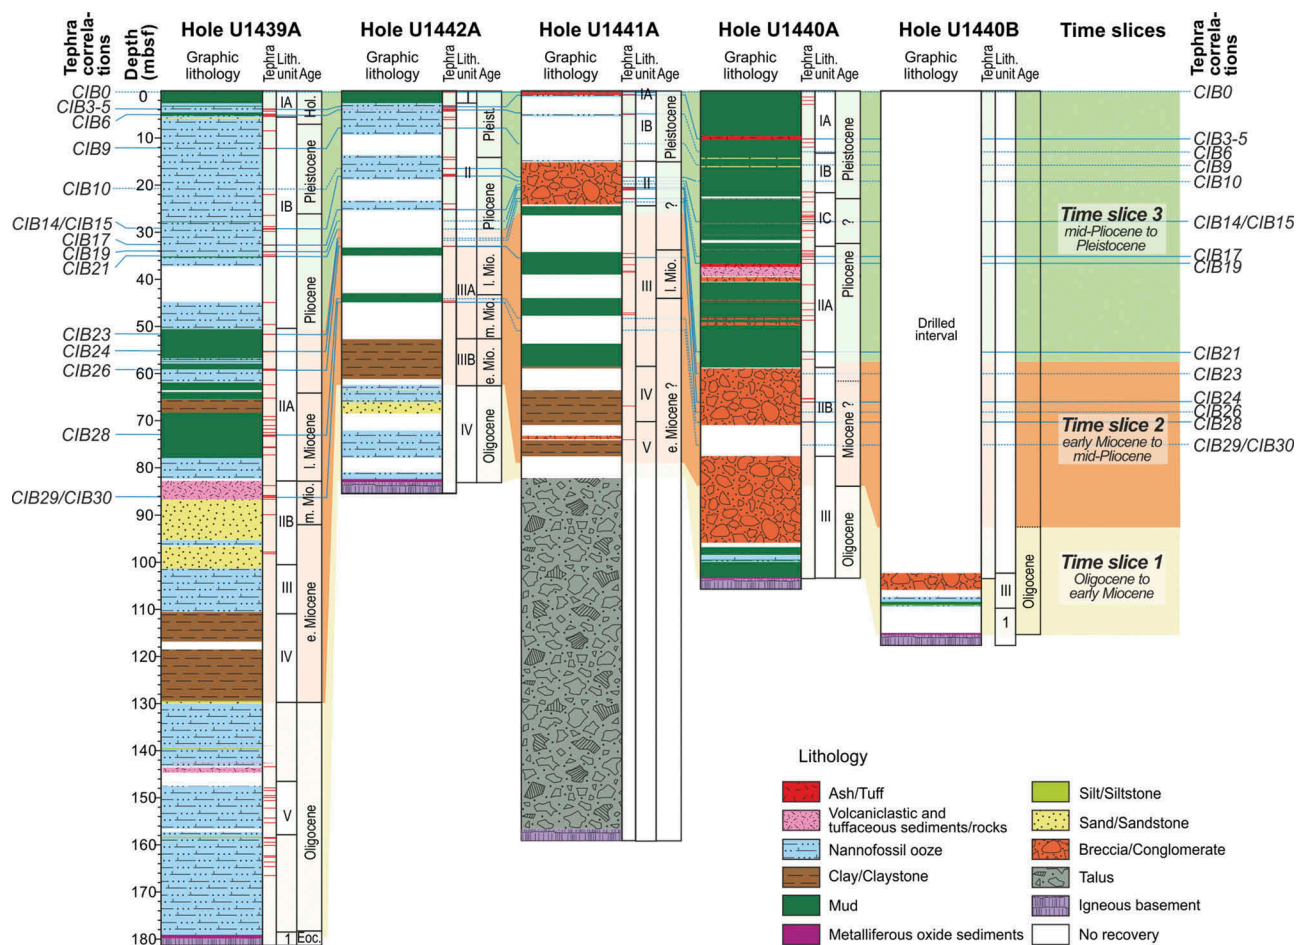 Tephra correla-tions
Depth (mbsf)
Hole U1439A
Hole U1442A
Hole U1441A
Hole U1440A
Hole U1440B
Time slices
Tephra correla-tions
Graphic lithology
Tephra
Lith. unit
Age
Graphic lithology
Tephra
Lith. unit
Age
Graphic lithology
Tephra
Lith. unit
Age
Graphic lithology
Tephra
Lith. unit
Age
Graphic lithology
Tephra
Lith. unit
Age
CIB0
CIB3-5
CIB6
CIB9
CIB10
CIB14/CIB15
CIB17
CIB19
CIB21
CIB23
CIB24
CIB26
CIB28
CIB29/CIB30
0
10
20
30
40
50
60
70
80
90
100
110
120
130
140
150
160
170
180
IA
IB
IIA
IIB
III
IV
V
1
Hol.
Pleistocene
Pliocene
l. Miocene
m. Mio.
e. Miocene
Oligocene
Eoc.
I
II
IIIA
IIIB
IV
Pleist.
Pliocene
l. Mio.
m. Mio.
e. Mio.
Oligocene
IA
IB
II
III
IV
V
Pleistocene
?
l. Mio.
e. Miocene ?
IA
IB
IC
IIA
IIB
III
Pleistocene
?
Pliocene
Miocene ?
Oligocene
Drilled interval
III
1
Oligocene
Time slice 3
mid-Pliocene to
Pleistocene
Time slice 2
early Miocene to
mid-Pliocene
Time slice 1
Oligocene to
early Miocene
CIB0
CIB3-5
CIB6
CIB9
CIB10
CIB14/CIB15
CIB17
CIB19
CIB21
CIB23
CIB24
CIB26
CIB28
CIB29/CIB30
Lithology
Ash/Tuff
Volcaniclastic and
tuffaceous sediments/rocks
Nannofossil ooze
Clay/Claystone
Mud
Metalliferous oxide sediments
Silt/Siltstone
Sand/Sandstone
Breccia/Conglomerate
Talus
Igneous basement
No recovery